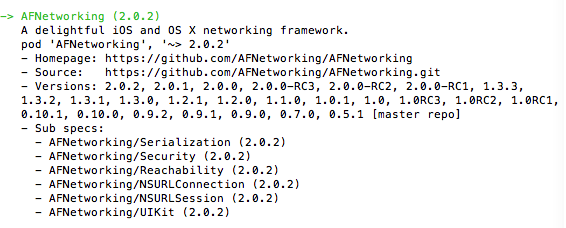 -> AFNetworking (2.0.2)
A delightful iOS and OS X networking framework.
pod 'AFNetworking', '~> 2.0.2'
- Homepage: https://github.com/AFNetworking/AFNetworking
- Source: https://github.com/AFNetworking/AFNetworking.git
- Versions: 2.0.2, 2.0.1, 2.0.0, 2.0.0-RC3, 2.0.0-RC2, 2.0.0-RC1, 1.3.3,
1.3.2, 1.3.1, 1.3.0, 1.2.1, 1.2.0, 1.1.0, 1.0.1, 1.0, 1.0RC3, 1.0RC2, 1.0RC1,
0.10.1, 0.10.0, 0.9.2, 0.9.1, 0.9.0, 0.7.0, 0.5.1 [master repo]
- Sub specs:
- AFNetworking/Serialization (2.0.2)
- AFNetworking/Security (2.0.2)
- AFNetworking/Reachability (2.0.2)
- AFNetworking/NSURLConnection (2.0.2)
- AFNetworking/NSURLSession (2.0.2)
- AFNetworking/UIKit (2.0.2)